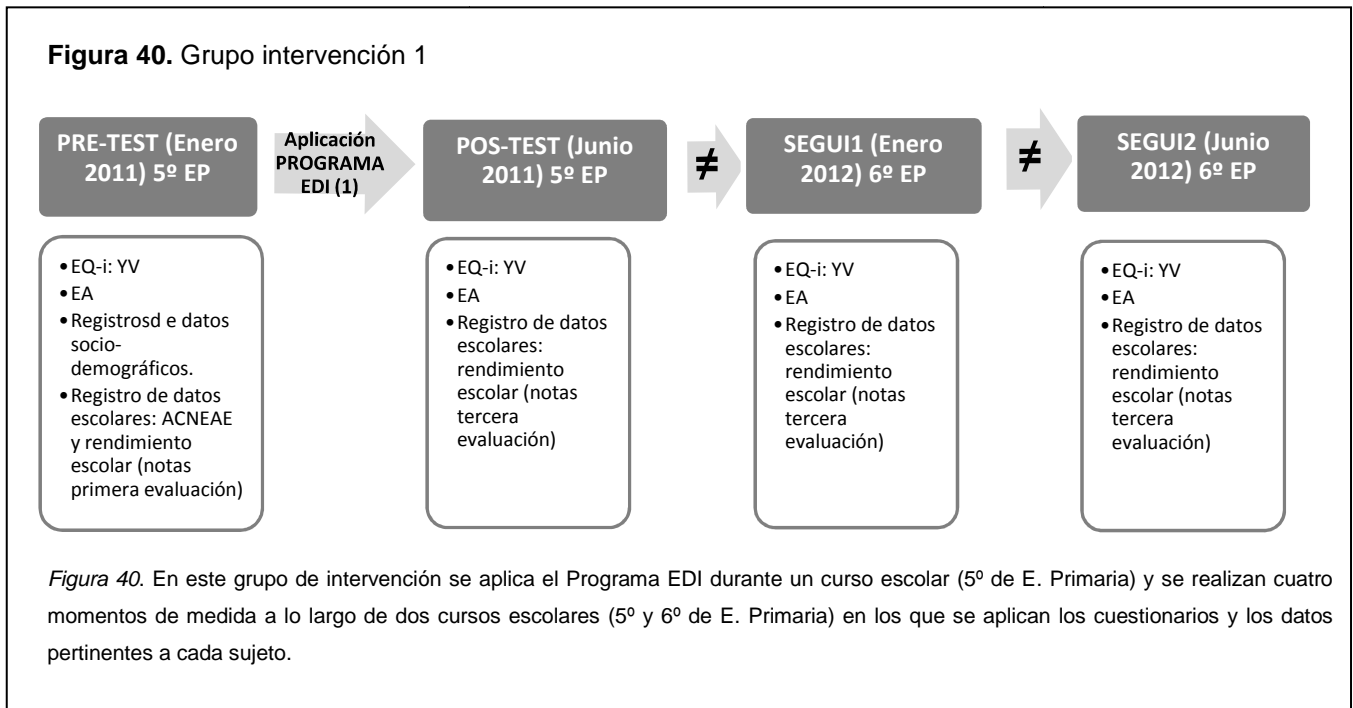 Figura 40. Grupo intervención 1
PRE-TEST (Enero
2011) 5º EP
Aplicación
PROGRAMA
EDI (1)
POS-TEST (Junio
2011) 5º EP
≠
SEGUI1 (Enero
2012) 6º EP
≠
SEGUI2 (Junio
2012) 6º EP
•EQ-i: YV
•EA
•Registrosd e datos
socio-
demográficos.
•Registro de datos
escolares: ACNEAE
y rendimiento
escolar (notas
primera evaluación)
•EQ-i: YV
•EA
•Registro de datos
escolares:
rendimiento
escolar (notas
tercera
evaluación)
•EQ-i: YV
•EA
•Registro de datos
escolares:
rendimiento
escolar (notas
tercera
evaluación)
•EQ-i: YV
•EA
•Registro de datos
escolares:
rendimiento
escolar (notas
tercera
evaluación)
Figura 40. En este grupo de intervención se aplica el Programa EDI durante un curso escolar (5º de E. Primaria) y se realizan cuatro
momentos de medida a lo largo de dos cursos escolares (5º y 6º de E. Primaria) en los que se aplican los cuestionarios y los datos
pertinentes a cada sujeto.